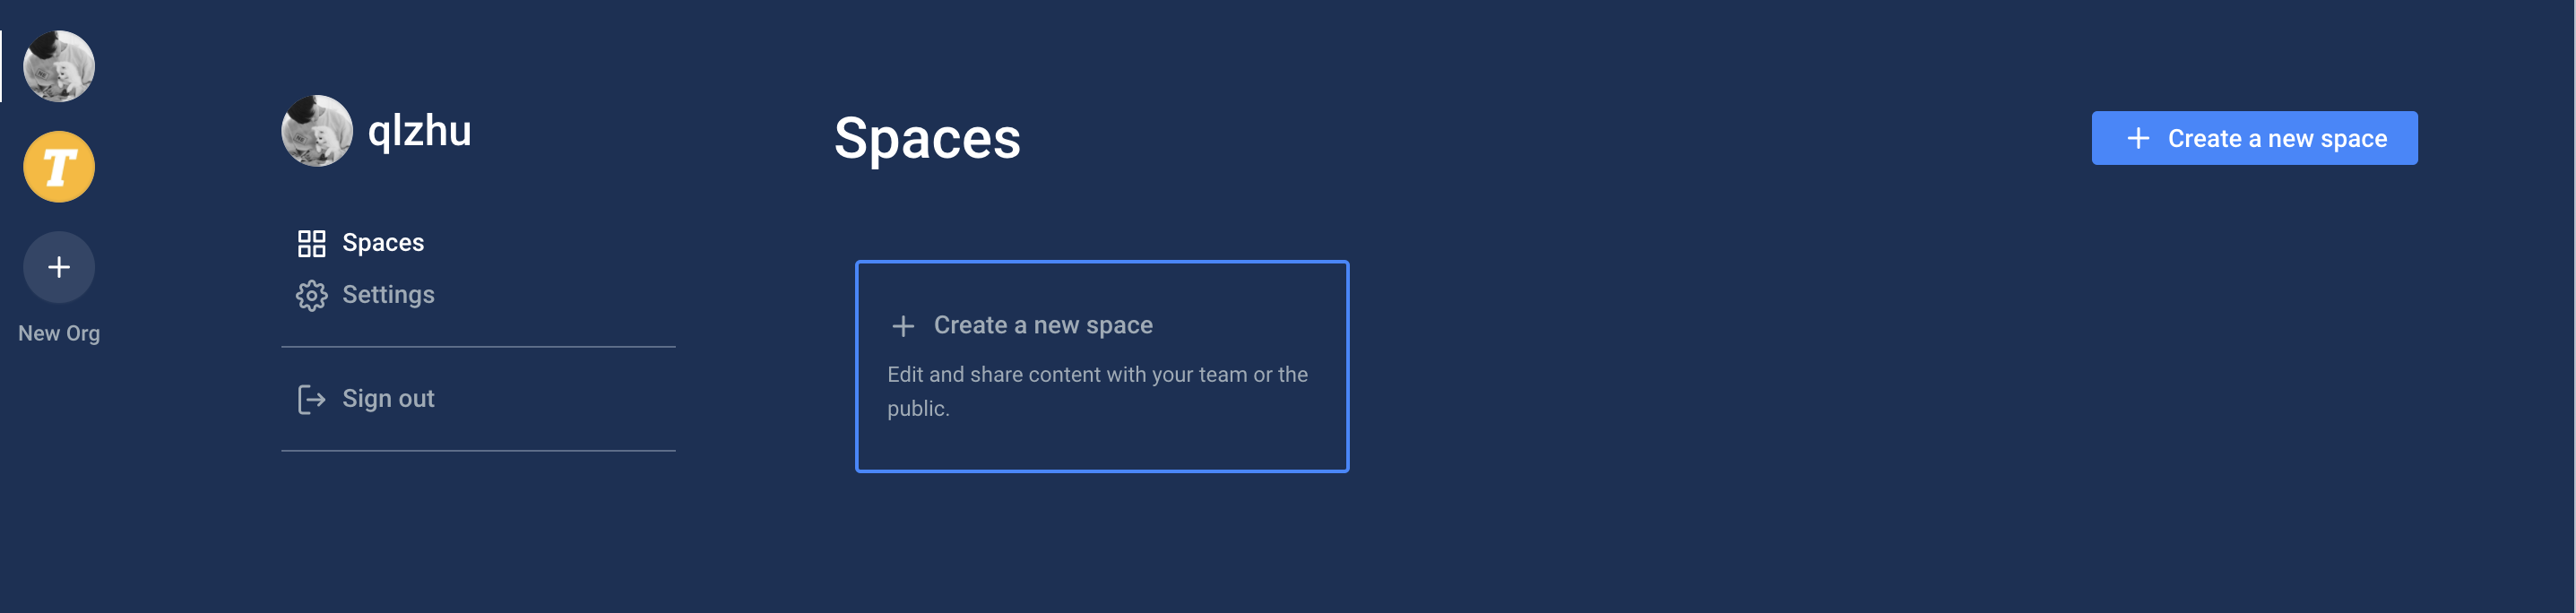 T
New Org
qlzhu
Spaces
Settings
Sign out
Spaces
Create a new space
Create a new space
Edit and share content with your team or the
public.